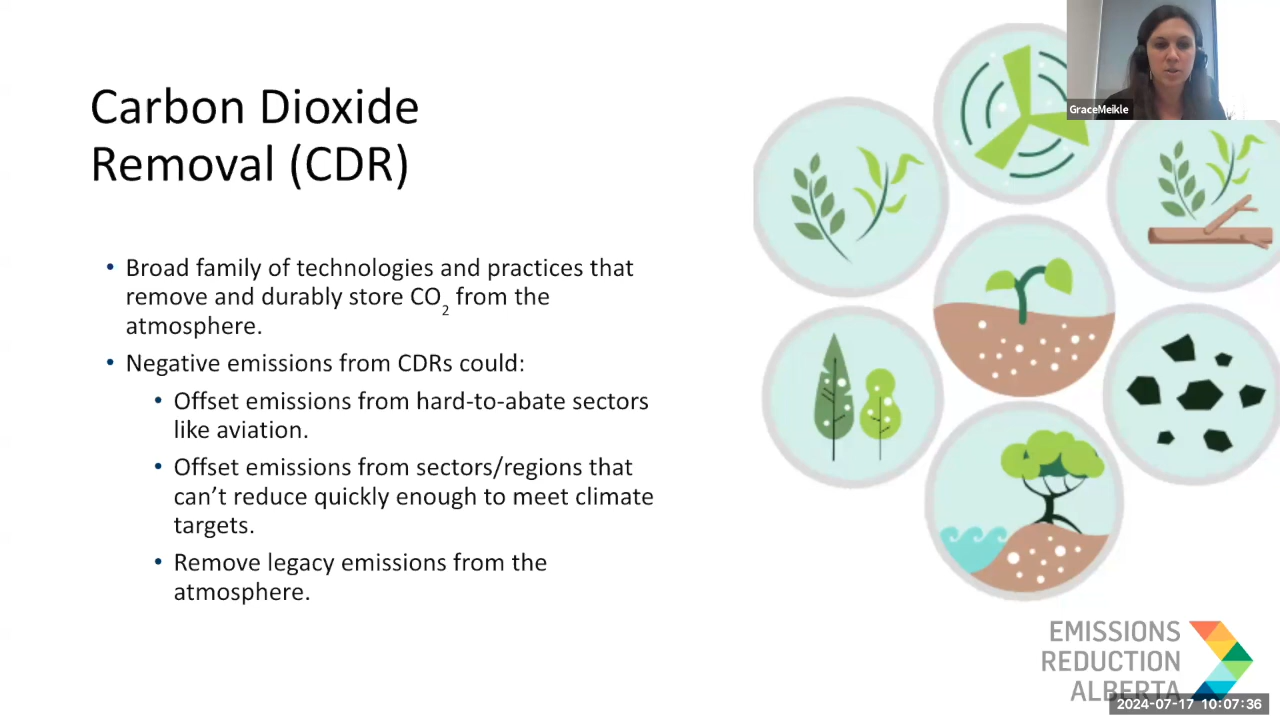 Carbon Dioxide
Removal (CDR)
GraceMeikle
• Broad family of technologies and practices that
remove and durably store CO₂ from the
atmosphere.
• Negative emissions from CDRs could:
• Offset emissions from hard-to-abate sectors
like aviation.
• Offset emissions from sectors/regions that
can’t reduce quickly enough to meet climate
targets.
• Remove legacy emissions from the
atmosphere.
EMISSIONS
REDUCTION
ALBERTA
2024-07-17 10:07:36